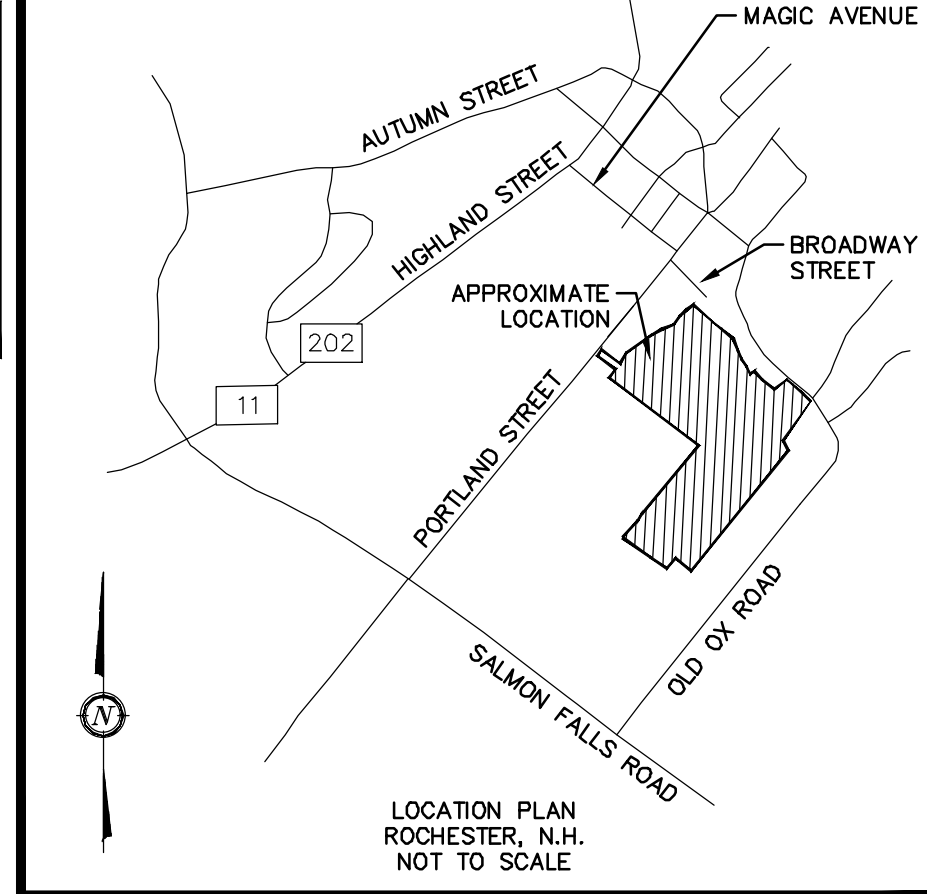 MAGIC AVENUE
AUTUMN STREET
HIGHLAND STREET
BROADWAY
STREET
APPROXIMATE
LOCATION
202
11
PORTLAND STREET
OLD OX ROAD
SALMON FALLS ROAD
N
LOCATION PLAN
ROCHESTER, N.H.
NOT TO SCALE